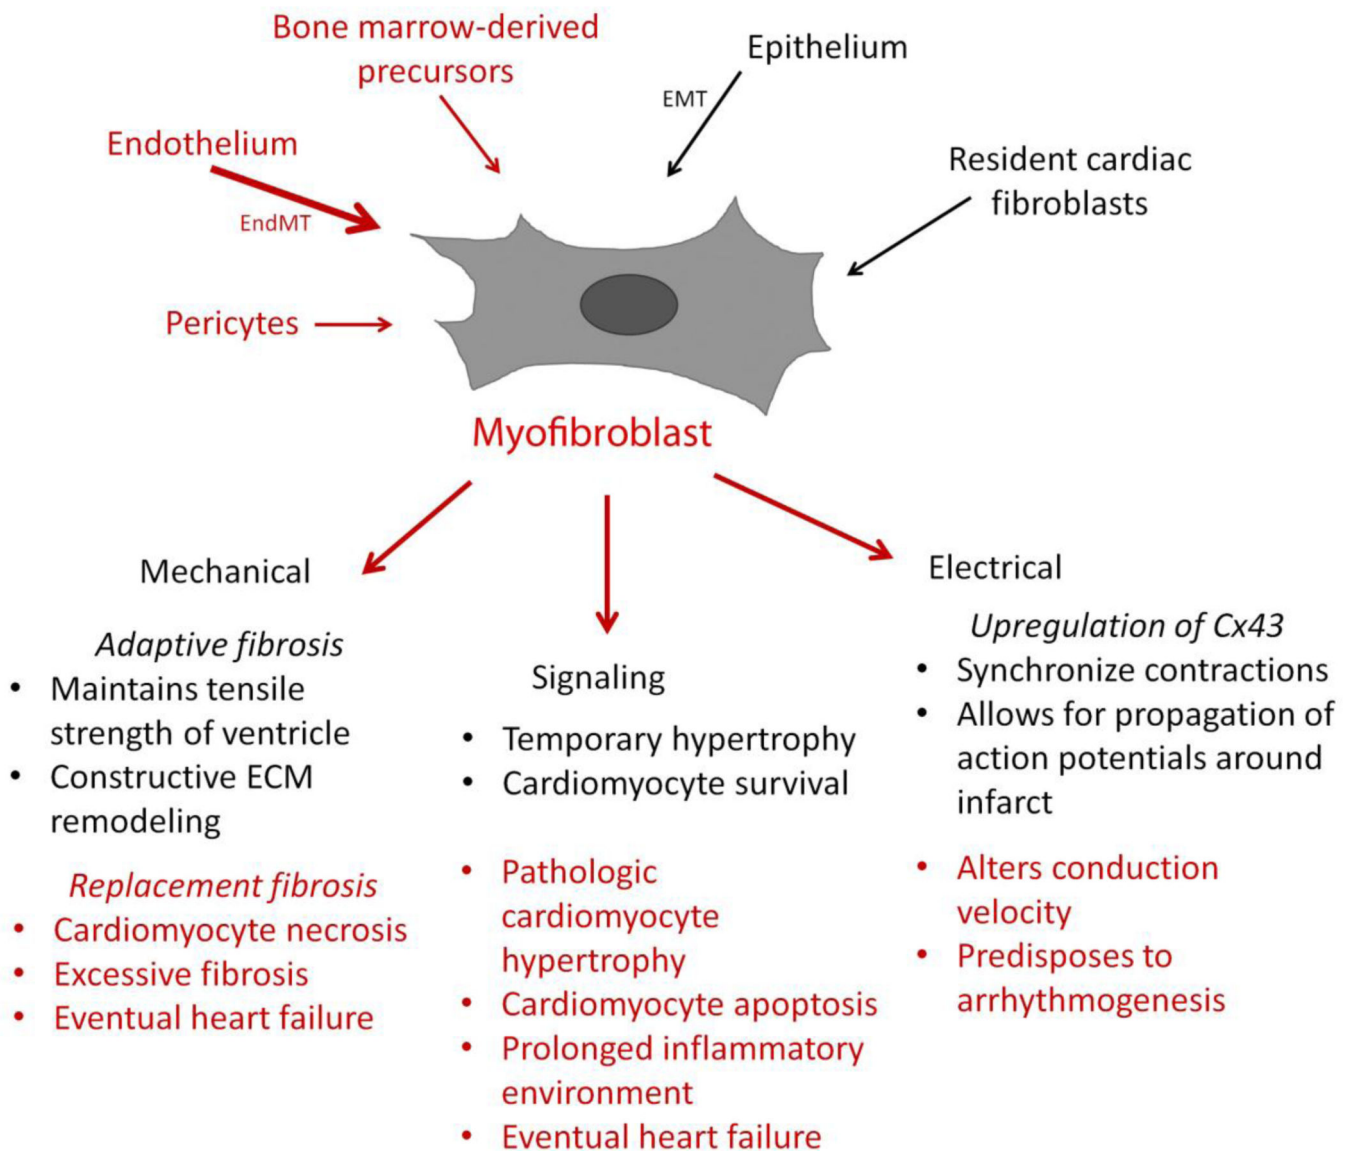 Bone marrow-derived
precursors
Epithelium
EMT
Endothelium
EndMT
Resident cardiac
fibroblasts
Pericytes
Myofibroblast
Mechanical
Adaptive fibrosis
• Maintains tensile
strength of ventricle
• Constructive ECM
remodeling
Replacement fibrosis
• Cardiomyocyte necrosis
• Excessive fibrosis
• Eventual heart failure
Signaling
• Temporary hypertrophy
• Cardiomyocyte survival
• Pathologic
cardiomyocyte
hypertrophy
• Cardiomyocyte apoptosis
• Prolonged inflammatory
environment
• Eventual heart failure
Electrical
Upregulation of Cx43
• Synchronize contractions
• Allows for propagation of
action potentials around
infarct
• Alters conduction
velocity
• Predisposes to
arrhythmogenesis